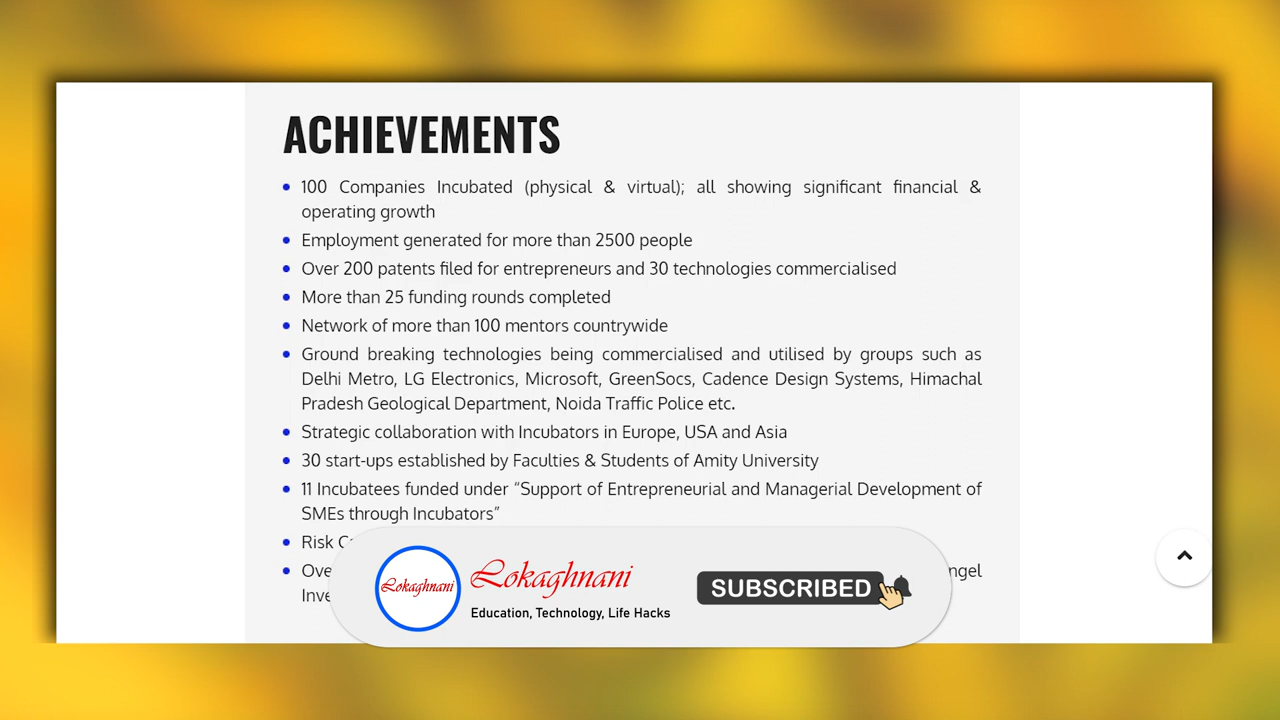 ACHIEVEMENTS
100 Companies Incubated (physical & virtual); all showing significant financial &
operating growth
Employment generated for more than 2500 people
Over 200 patents filed for entrepreneurs and 30 technologies commercialised
More than 25 funding rounds completed
Network of more than 100 mentors countrywide
Ground breaking technologies being commercialised and utilised by groups such as
Delhi Metro, LG Electronics, Microsoft, GreenSocs, Cadence Design Systems, Himachal
Pradesh Geological Department, Noida Traffic Police etc.
Strategic collaboration with Incubators in Europe, USA and Asia
30 start-ups established by Faculties & Students of Amity University
11 Incubatees funded under “Support of Entrepreneurial and Managerial Development of
SMEs through Incubators”
Risk
Lokaghnani
Lokaghnani
Education, Technology, Life Hacks
SUBSCRIBED